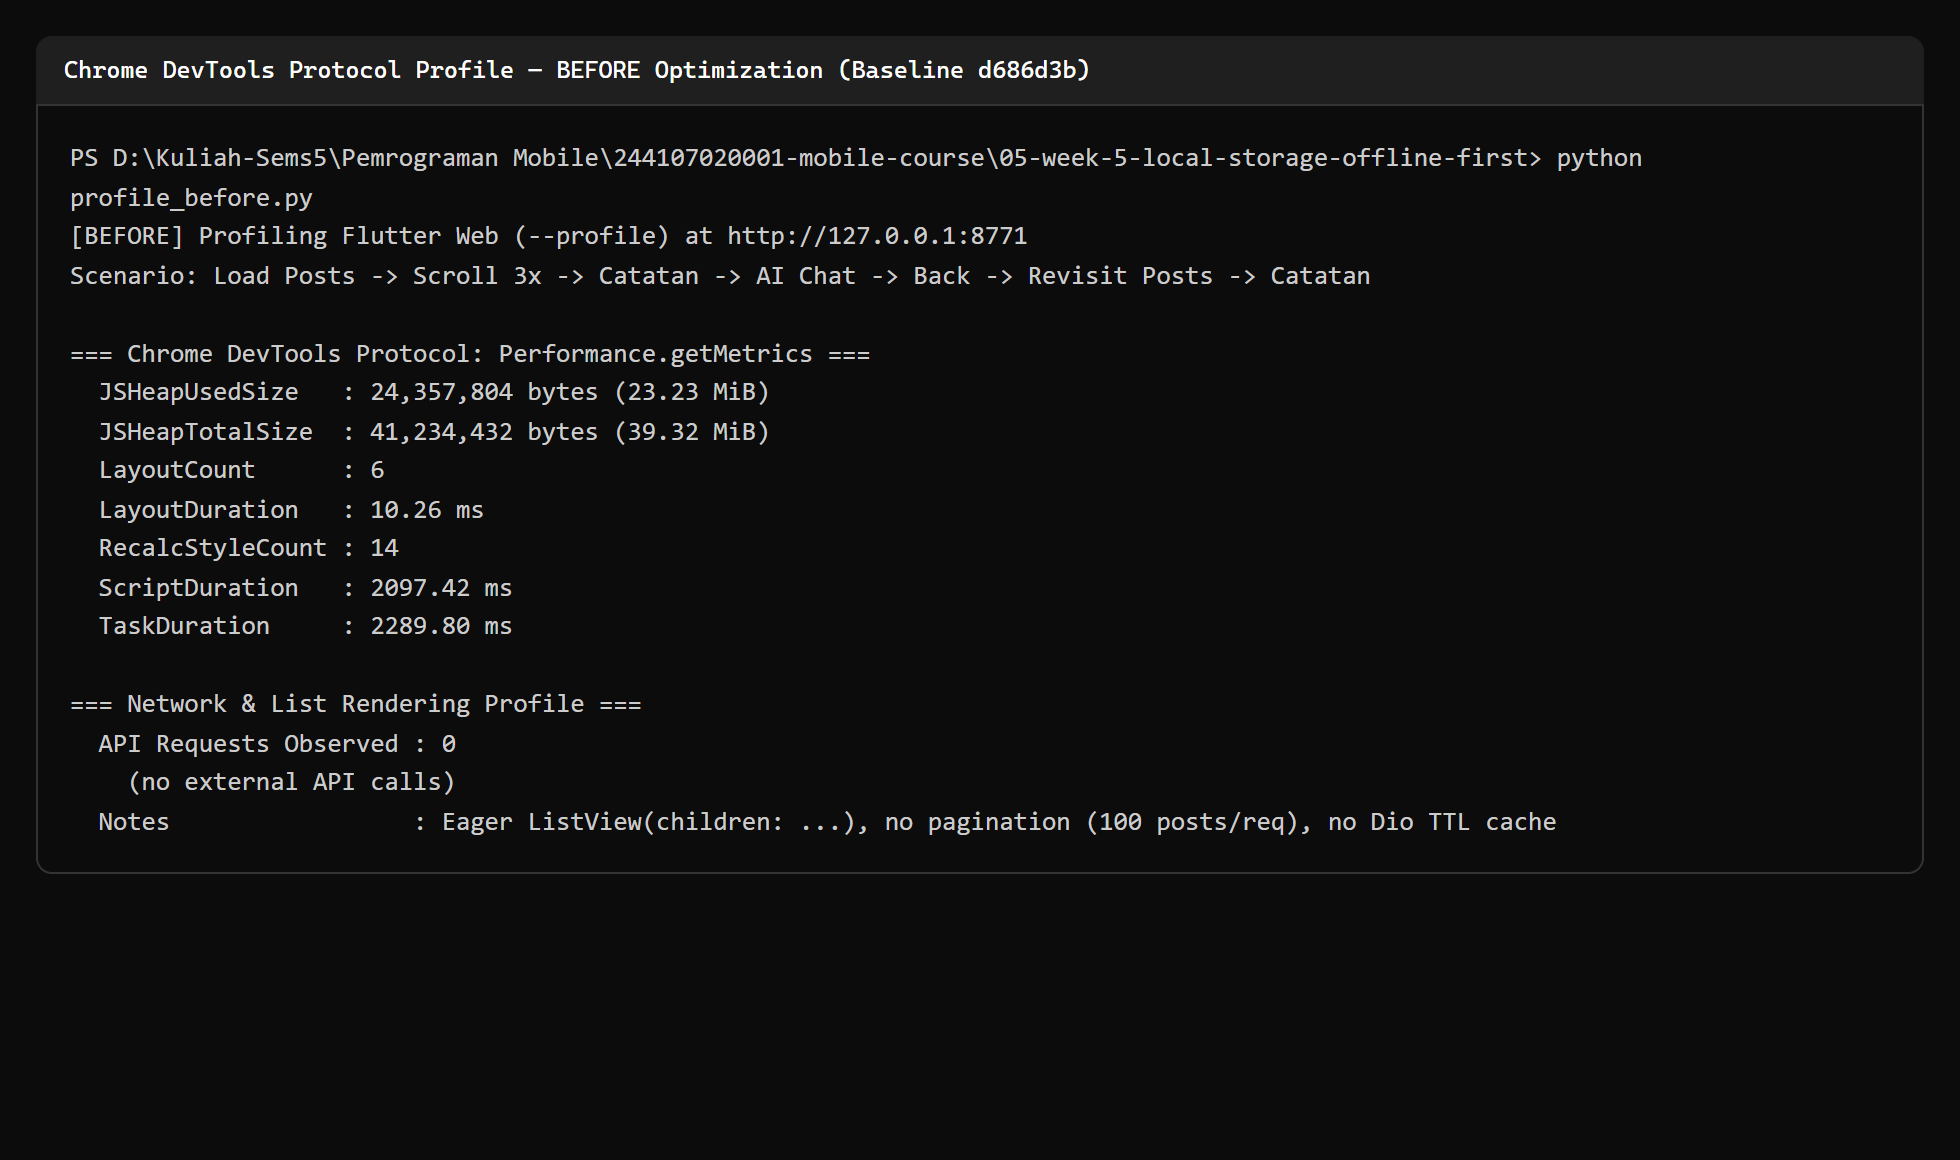 Chrome DevTools Protocol Profile — BEFORE Optimization (Baseline d686d3b)
PS D:\Kuliah-Sems5\Pemrograman Mobile\244107020001-mobile-course\05-week-5-local-storage-offline-first> python
profile_before.py
[BEFORE] Profiling Flutter Web (--profile) at http://127.0.0.1:8771
Scenario: Load Posts -> Scroll 3x -> Catatan -> AI Chat -> Back -> Revisit Posts -> Catatan
=== Chrome DevTools Protocol: Performance.getMetrics ===
JSHeapUsedSize   : 24,357,804 bytes (23.23 MiB)
JSHeapTotalSize  : 41,234,432 bytes (39.32 MiB)
LayoutCount      : 6
LayoutDuration   : 10.26 ms
RecalcStyleCount : 14
ScriptDuration   : 2097.42 ms
TaskDuration     : 2289.80 ms
=== Network & List Rendering Profile ===
API Requests Observed : 0
(no external API calls)
Notes                 : Eager ListView(children: ...), no pagination (100 posts/req), no Dio TTL cache